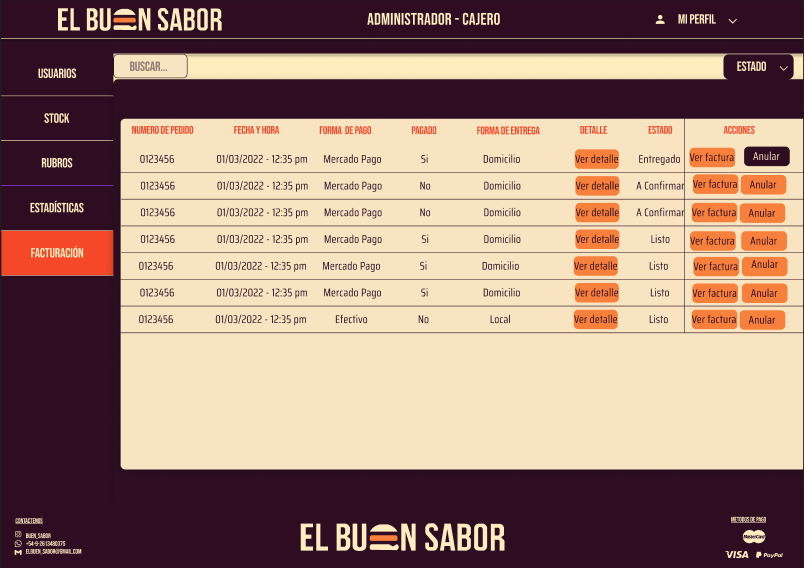 EL BUEN SABOR
ADMINISTRADOR - CAJERO
MI PERFIL
USUARIOS
STOCK
RUBROS
ESTADÍSTICAS
FACTURACIÓN
BUSCAR...
ESTADO
NUMERO DE PEDIDO FECHA Y HORA FORMA DE PAGO PAGADO FORMA DE ENTREGA DETALLE ESTADO ACCIONES
0123456 01/03/2022 - 12:35 pm Mercado Pago Si Domicilio Ver detalle Entregado Ver factura Anular
0123456 01/03/2022 - 12:35 pm Mercado Pago No Domicilio Ver detalle A Confirmar Ver factura Anular
0123456 01/03/2022 - 12:35 pm Mercado Pago No Domicilio Ver detalle A Confirmar Ver factura Anular
0123456 01/03/2022 - 12:35 pm Mercado Pago Si Domicilio Ver detalle Listo Ver factura Anular
0123456 01/03/2022 - 12:35 pm Mercado Pago Si Domicilio Ver detalle Listo Ver factura Anular
0123456 01/03/2022 - 12:35 pm Mercado Pago Si Domicilio Ver detalle Listo Ver factura Anular
0123456 01/03/2022 - 12:35 pm Efectivo No Local Ver detalle Listo Ver factura Anular
CONTACTENOS
BUEN_SABOR
+54-9-2613480375
ELBUEN_SABOR@GMAIL.COM
EL BUEN SABOR
METODOS DE PAGO
MasterCard
VISA PayPal